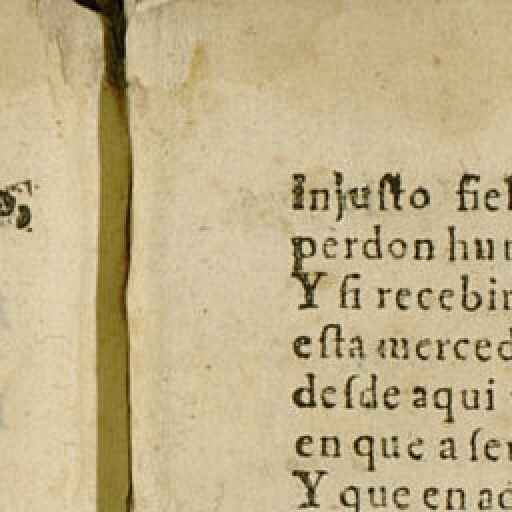 Injuſto fiel
perdon hum
Y ſi recebir
eſta merced
deſde aqui
en que a ſer
Y que en ad